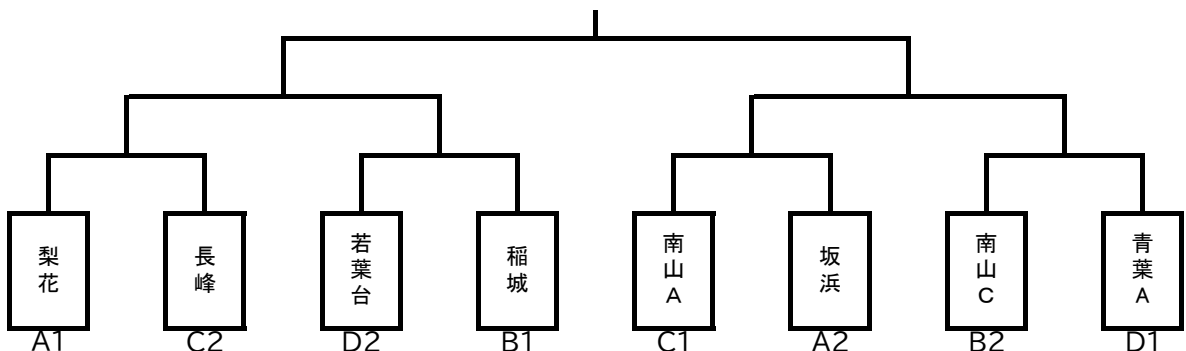 梨花
長峰
若葉台
稲城
南山A
坂浜
南山C
青葉A
A1 C2 D2 B1 C1 A2 B2 D1